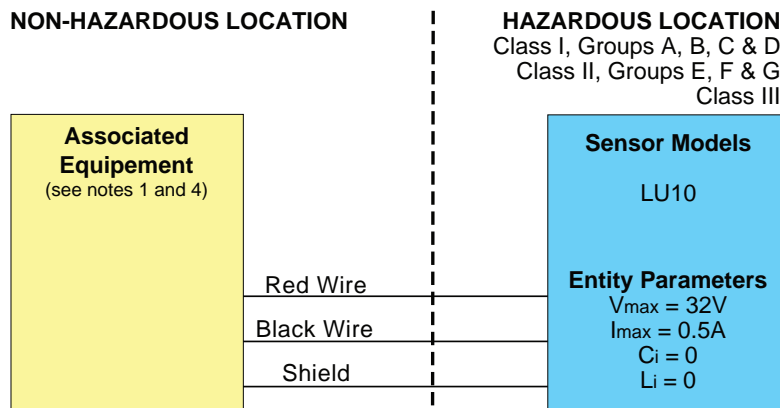 NON-HAZARDOUS LOCATION
HAZARDOUS LOCATION
Class I, Groups A, B, C & D
Class II, Groups E, F & G
Class III
Associated
Equipement
(see notes 1 and 4)
Sensor Models
LU10
Red Wire
Black Wire
Shield
Entity Parameters
Vmax = 32V
Imax = 0.5A
Ci = 0
Li = 0